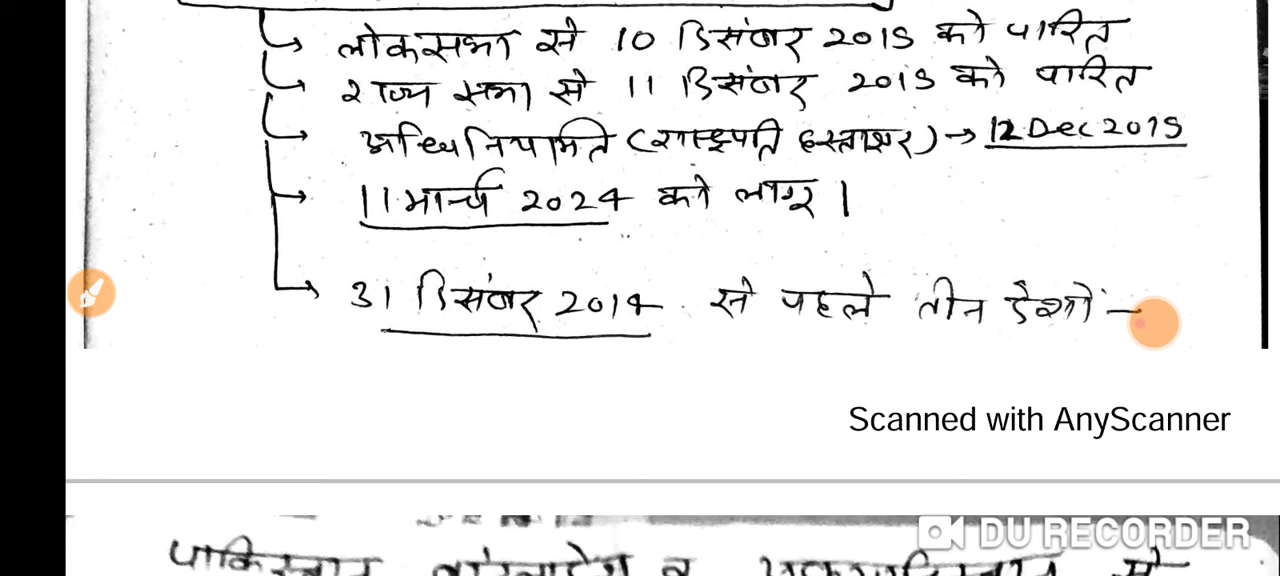 लोकसभा से 10 दिसंबर 2019 को पारित
राज्य सभा से 11 दिसंबर 2019 को पारित
अधिनियमित (राष्ट्रपति हस्ताक्षर) → 12 Dec 2019
11 मार्च 2024 को लागू।
31 दिसंबर 2014 से पहले तीन देशों -
Scanned with AnyScanner
DU RECORDER
पाकिस्तान बांग्लादेश व अफगानिस्तान से